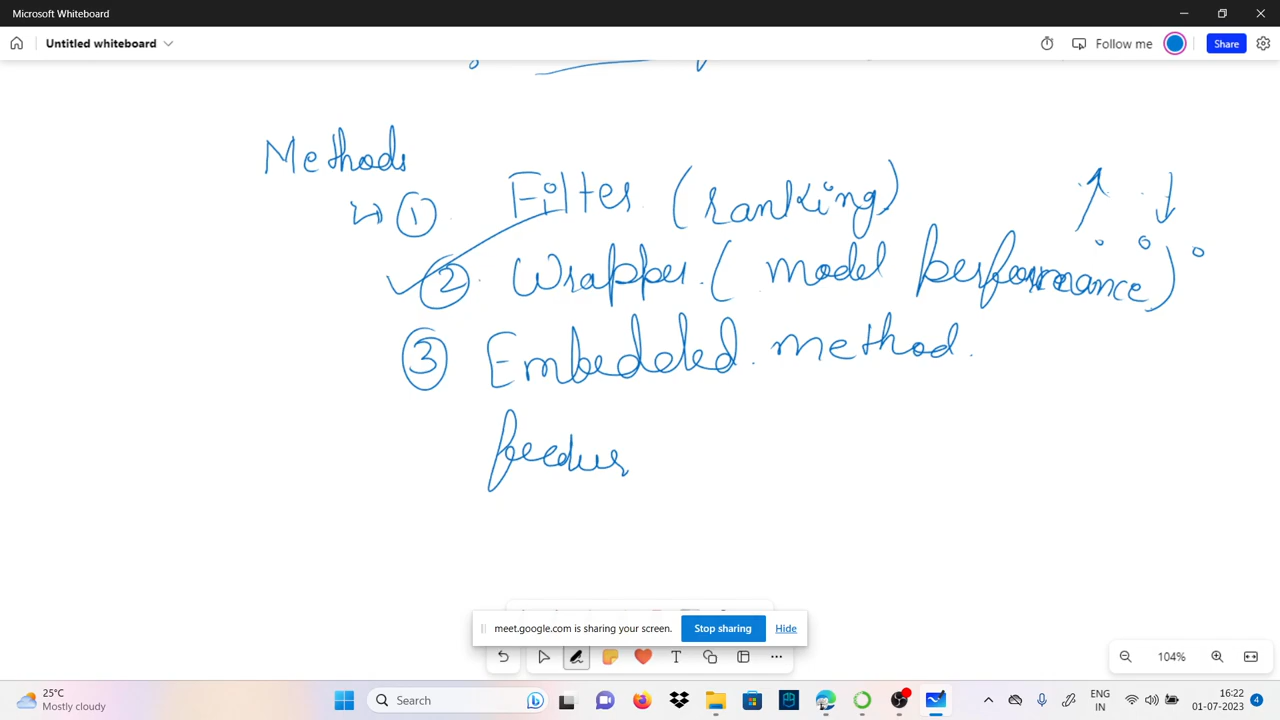 Microsoft Whiteboard
Untitled whiteboard
Follow me
Share
Methods
① Filter (ranking)
② Wrapper. (model performance)
③ Embedded. method.
meet.google.com is sharing your screen.
Stop sharing
Hide
104%
25°C
Mostly cloudy
Search
ENG
IN
16:22
01-07-2023
4